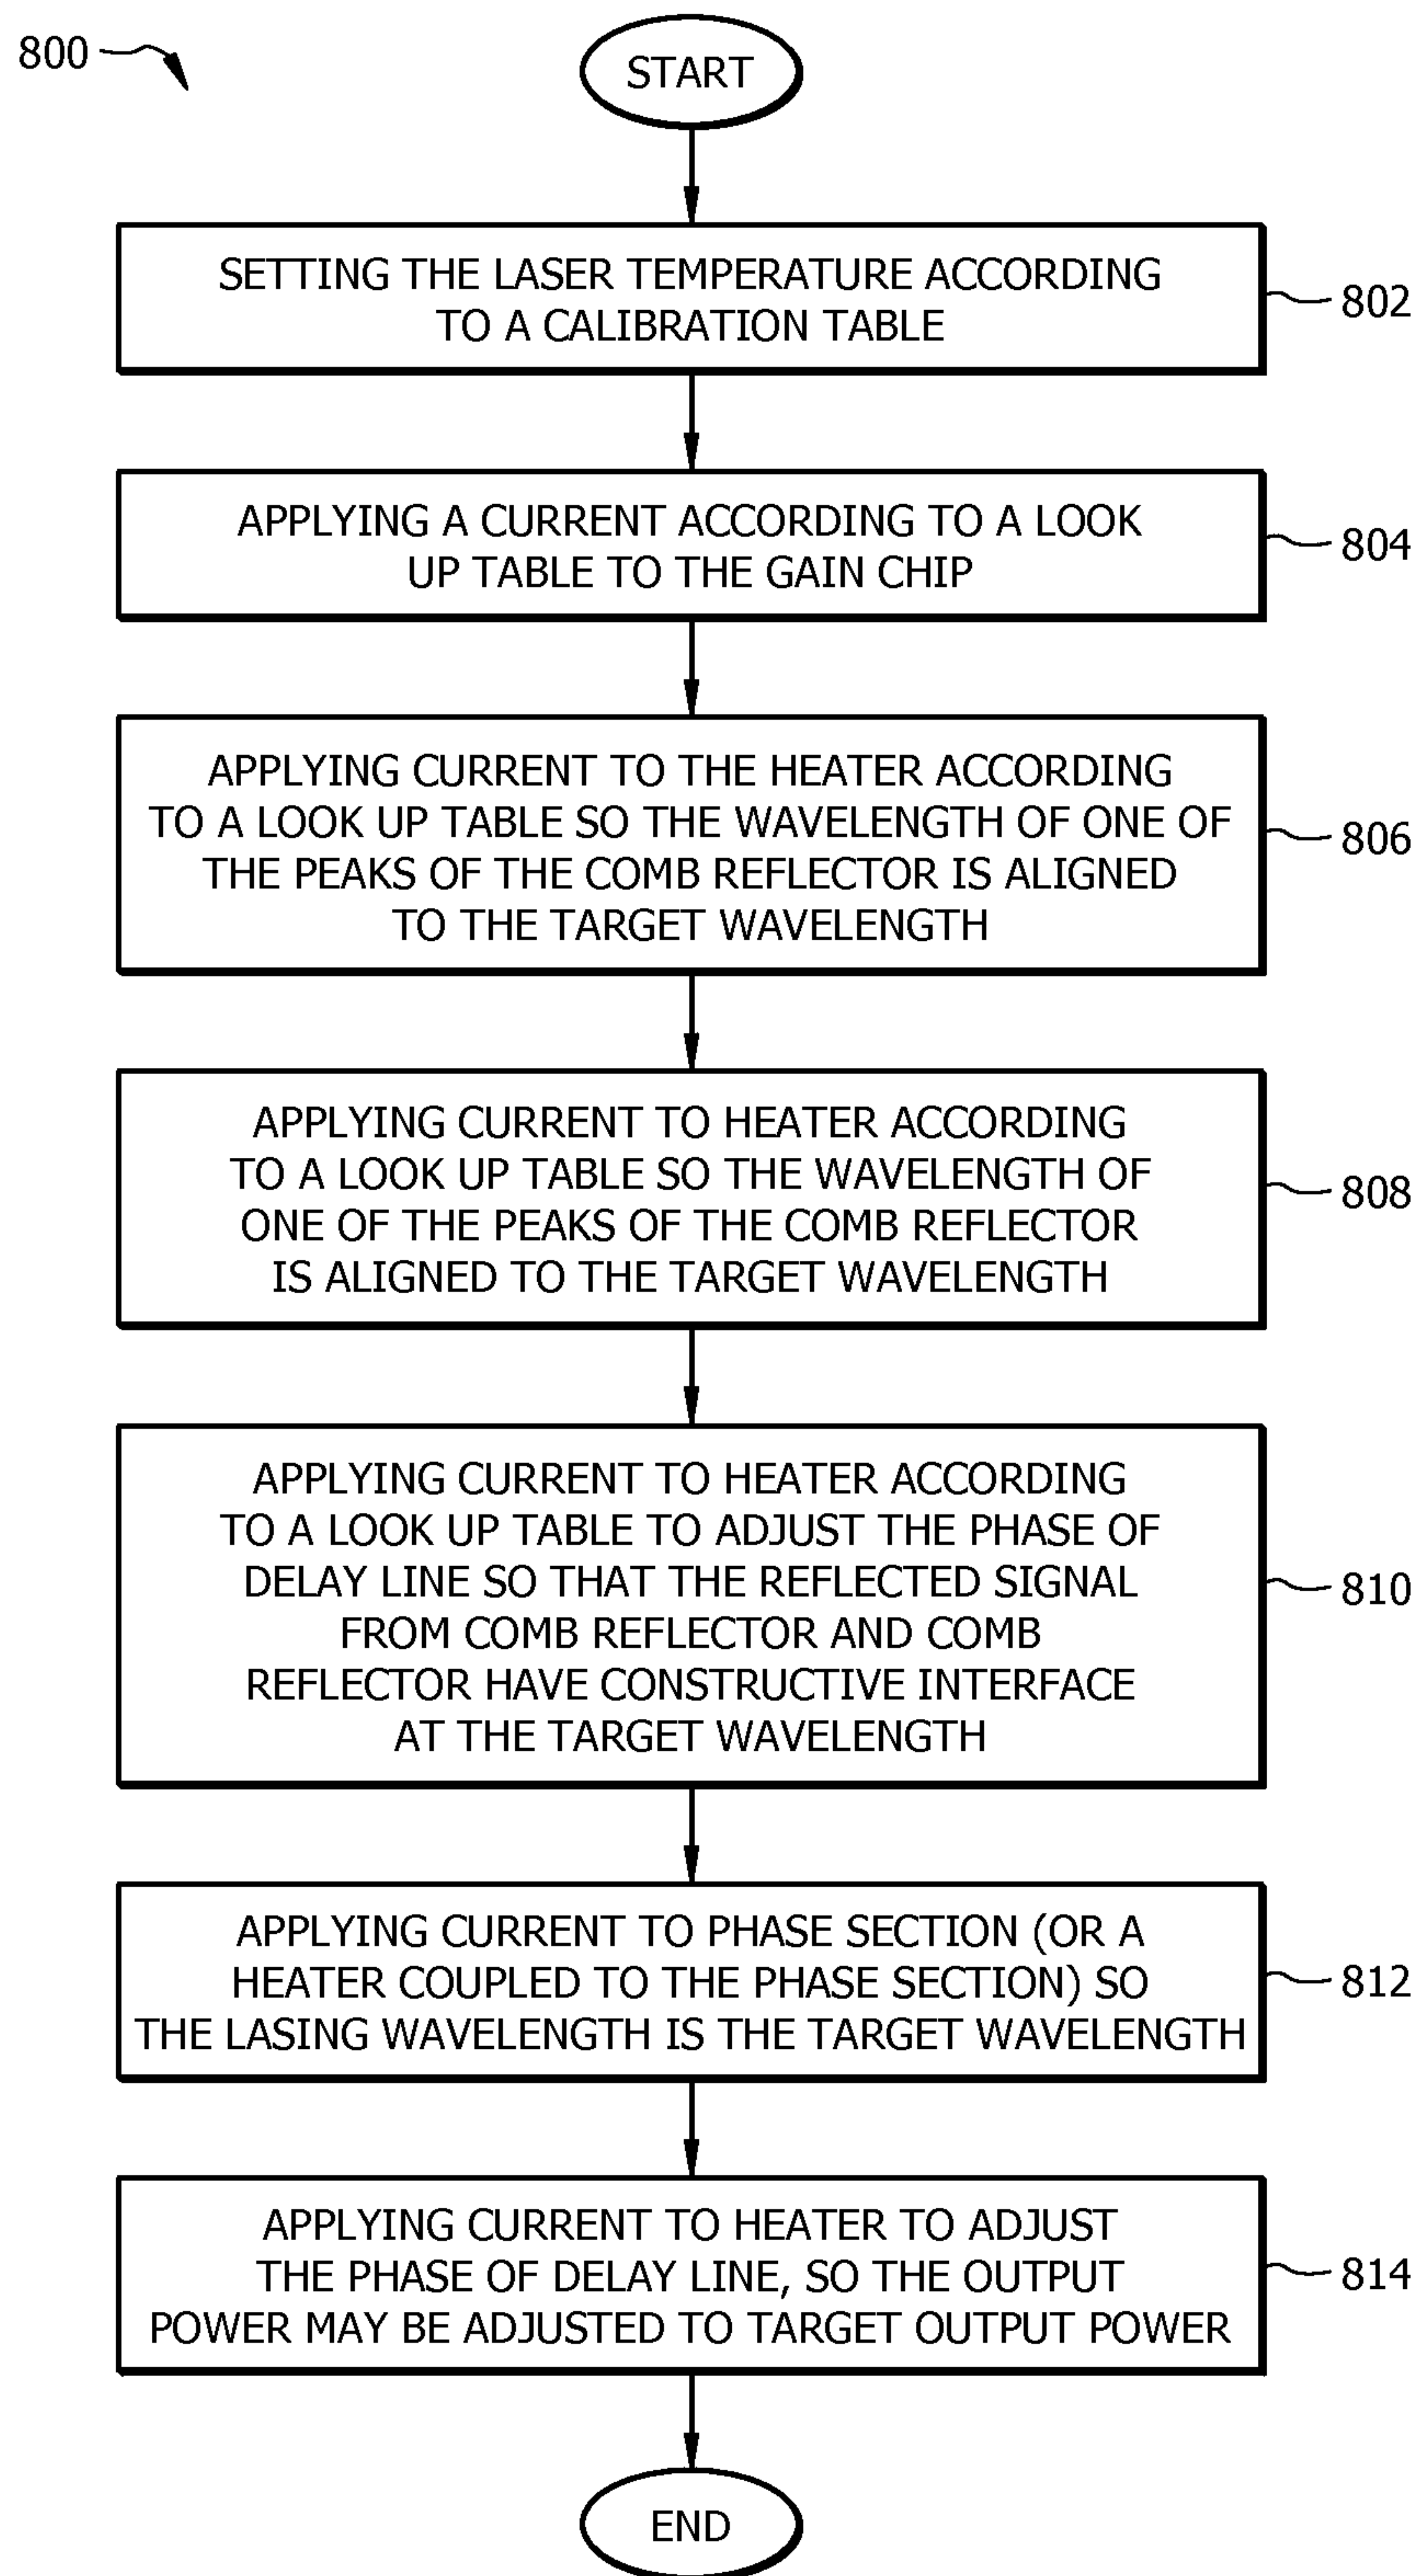 800
START
SETTING THE LASER TEMPERATURE ACCORDING
TO A CALIBRATION TABLE
802
APPLYING A CURRENT ACCORDING TO A LOOK
UP TABLE TO THE GAIN CHIP
804
APPLYING CURRENT TO THE HEATER ACCORDING
TO A LOOK UP TABLE SO THE WAVELENGTH OF ONE OF
THE PEAKS OF THE COMB REFLECTOR IS ALIGNED
TO THE TARGET WAVELENGTH
806
APPLYING CURRENT TO HEATER ACCORDING
TO A LOOK UP TABLE SO THE WAVELENGTH OF
ONE OF THE PEAKS OF THE COMB REFLECTOR
IS ALIGNED TO THE TARGET WAVELENGTH
808
APPLYING CURRENT TO HEATER ACCORDING
TO A LOOK UP TABLE TO ADJUST THE PHASE OF
DELAY LINE SO THAT THE REFLECTED SIGNAL
FROM COMB REFLECTOR AND COMB
REFLECTOR HAVE CONSTRUCTIVE INTERFACE
AT THE TARGET WAVELENGTH
810
APPLYING CURRENT TO PHASE SECTION (OR A
HEATER COUPLED TO THE PHASE SECTION) SO
THE LASING WAVELENGTH IS THE TARGET WAVELENGTH
812
APPLYING CURRENT TO HEATER TO ADJUST
THE PHASE OF DELAY LINE, SO THE OUTPUT
POWER MAY BE ADJUSTED TO TARGET OUTPUT POWER
814
END